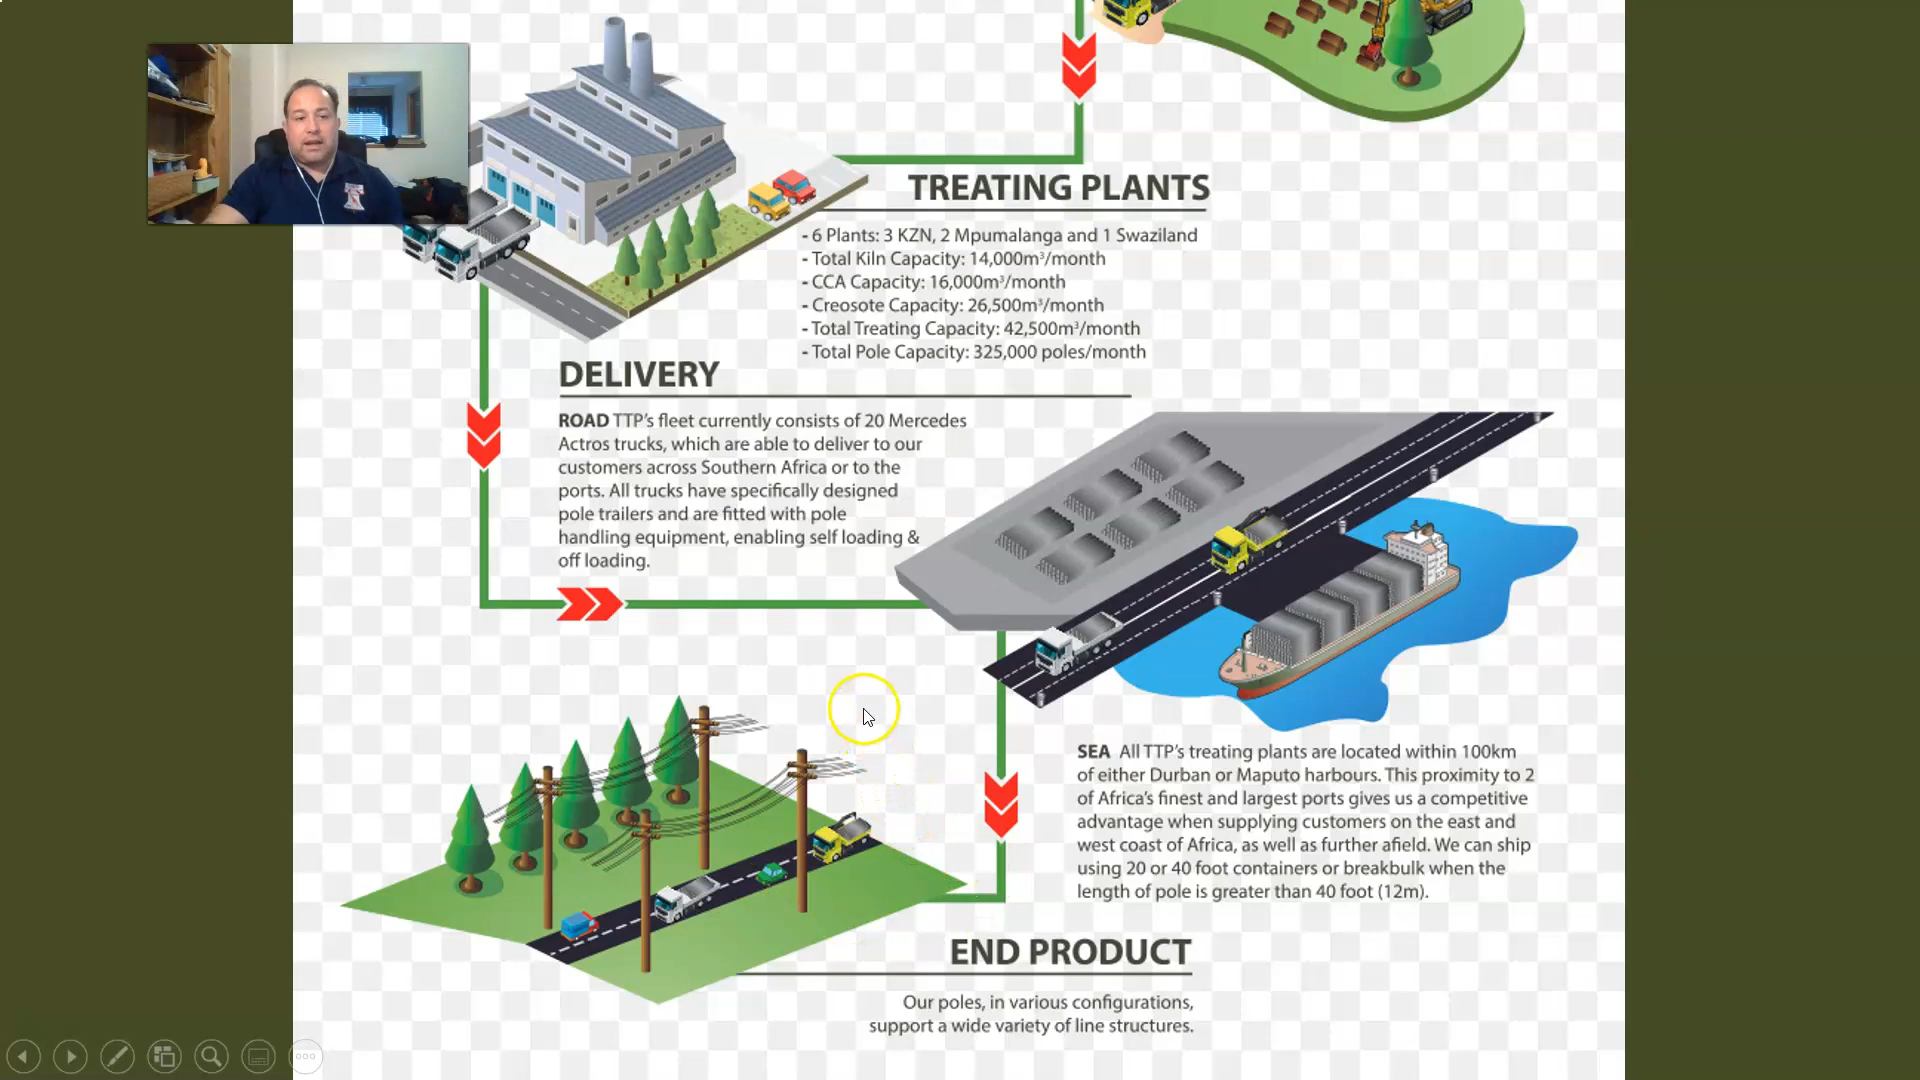 TREATING PLANTS
- 6 Plants: 3 KZN, 2 Mpumalanga and 1 Swaziland
- Total Kiln Capacity: 14,000m³/month
- CCA Capacity: 16,000m³/month
- Creosote Capacity: 26,500m³/month
- Total Treating Capacity: 42,500m³/month
- Total Pole Capacity: 325,000 poles/month
DELIVERY
ROAD TTP's fleet currently consists of 20 Mercedes
Actros trucks, which are able to deliver to our
customers across Southern Africa or to the
ports. All trucks have specifically designed
pole trailers and are fitted with pole
handling equipment, enabling self loading &
off loading.
SEA All TTP's treating plants are located within 100km
of either Durban or Maputo harbours. This proximity to 2
of Africa's finest and largest ports gives us a competitive
advantage when supplying customers on the east and
west coast of Africa, as well as further afield. We can ship
using 20 or 40 foot containers or breakbulk when the
length of pole is greater than 40 foot (12m).
END PRODUCT
Our poles, in various configurations,
support a wide variety of line structures.